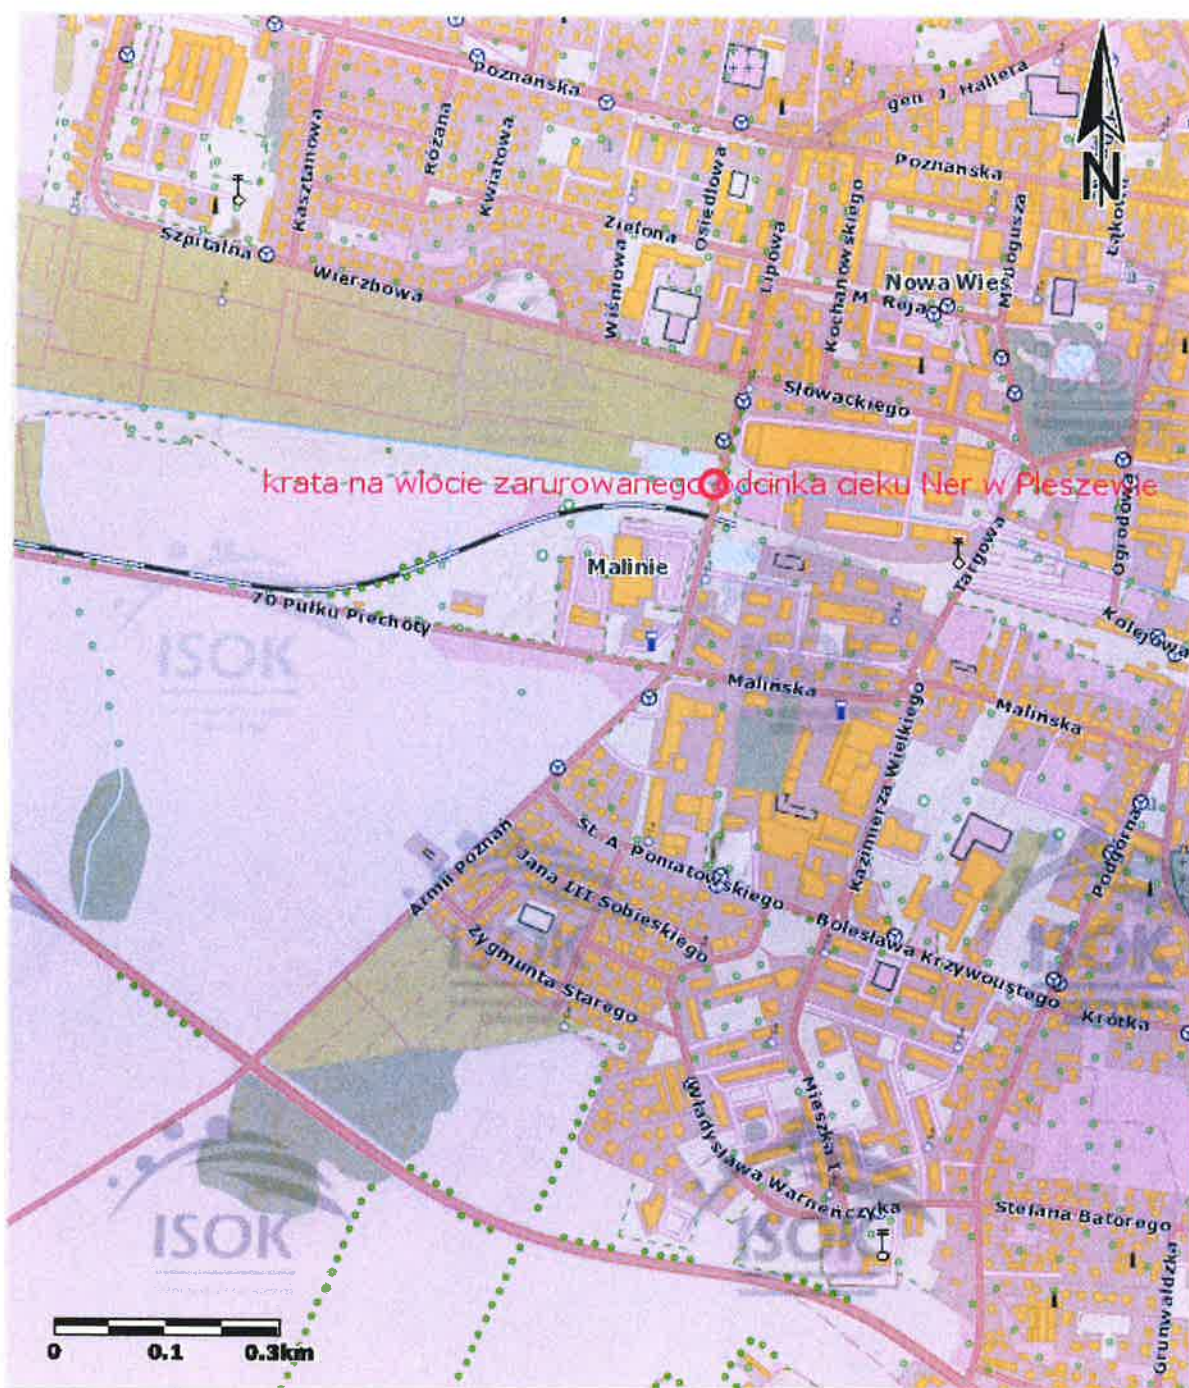 Poznańska
gen J. Hallera
Poznańska
Kasztanowa
Różana
Kwiatowa
Osiedlowa
Lipowa
Kochanowskiego
N
Szpitalna
Wierzbowa
Zielona
Wiśniowa
M Reja
Nowa Wieś
Słowackiego
krata na wlocie zarurowanego odcinka cieku Ner w Pleszewie
Ogrodowa
Targowa
Malinie
70 Pułku Piechoty
Kolejowa
ISOK
Malińska
Malińska
Kazimierza Wielkiego
Podgórna
Armii Poznań
St. A. Poniatowskiego
Jana III Sobieskiego
Zygmunta Starego
Bolesława Krzywoustego
ISOK
ISOK
Krótka
Mieszka I
Władysława Warneńczyka
Stefana Batorego
ISOK
ISOK
Grunwaldzka
0 0.1 0.3km